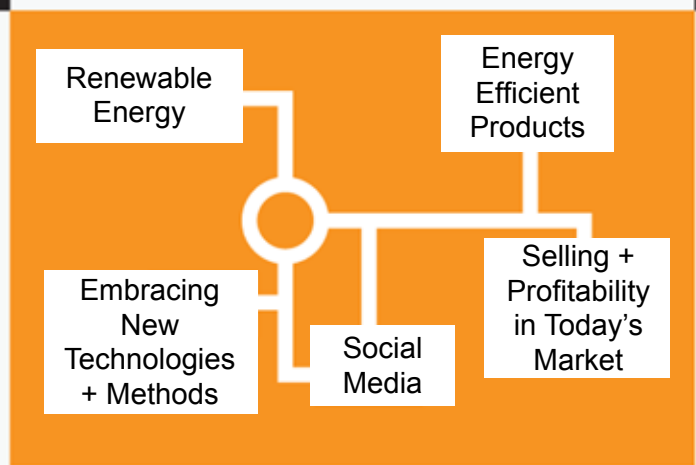 Renewable
Energy
Energy
Efficient
Products
Embracing
New
Technologies
+ Methods
Social
Media
Selling +
Profitability
in Today’s
Market